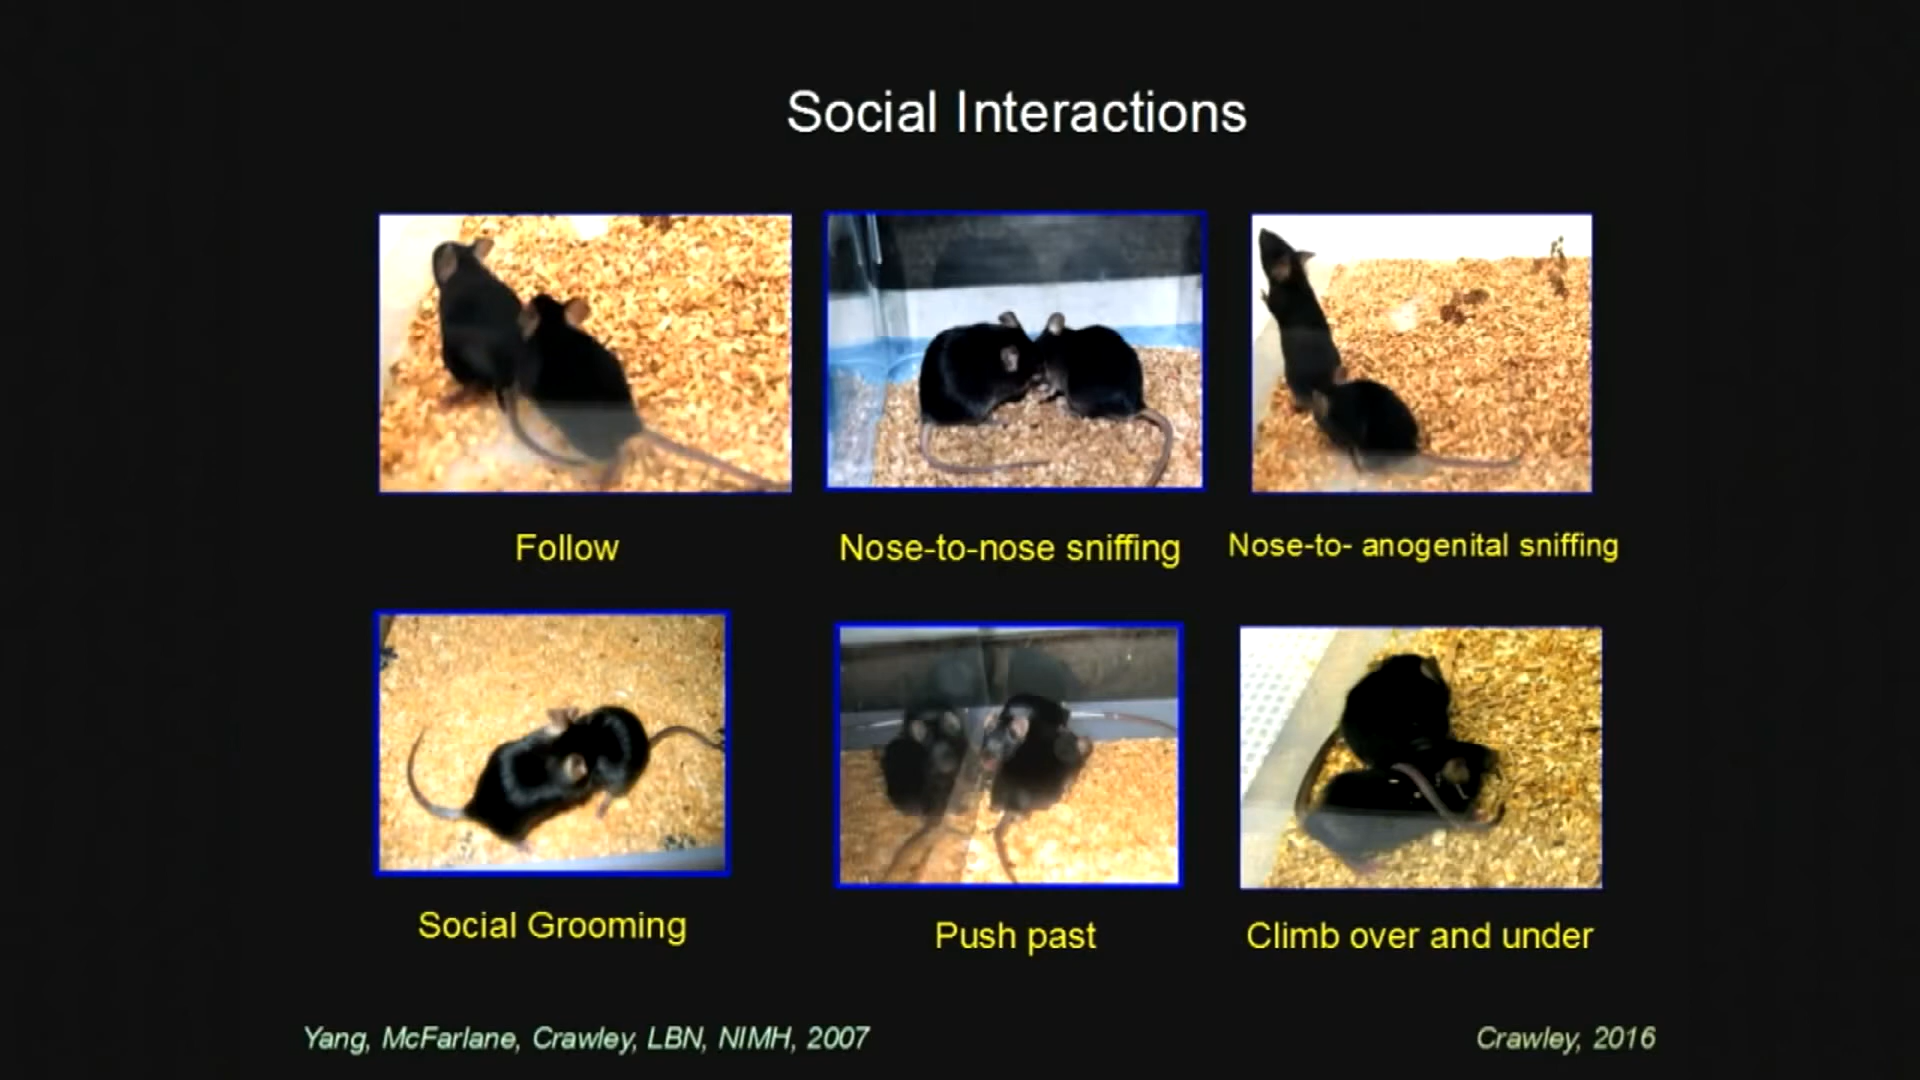 Social Interactions
Follow
Nose-to-nose sniffing
Nose-to- anogenital sniffing
Social Grooming
Push past
Climb over and under
Yang, McFarlane, Crawley, LBN, NIMH, 2007
Crawley, 2016